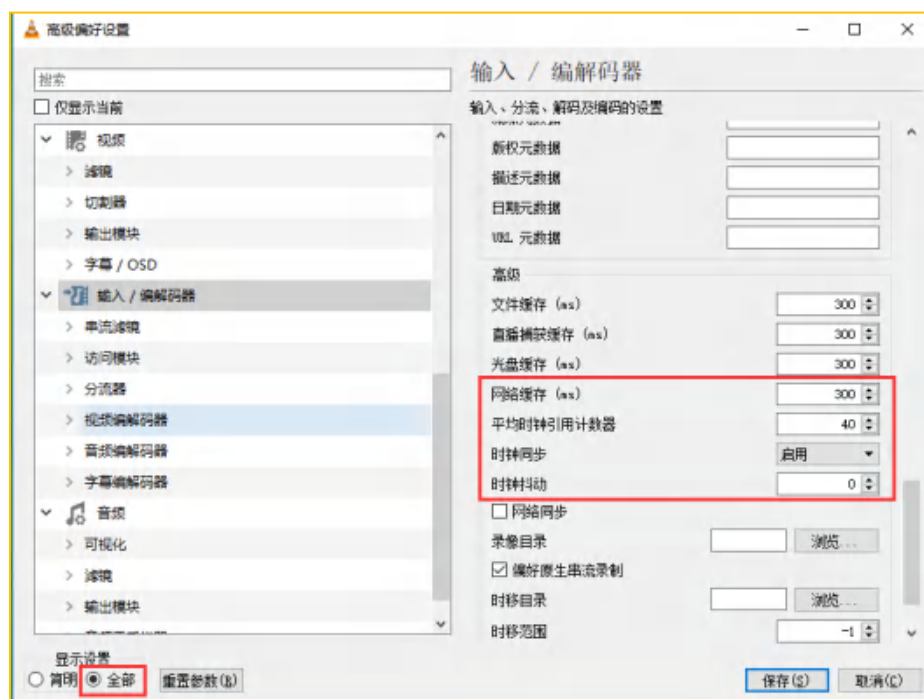 高级偏好设置
搜索
仅显示当前
视频
滤镜
切割器
输出模块
字幕 / OSD
输入 / 编解码器
串流滤镜
访问模块
分流器
视频编解码器
音频编解码器
字幕编解码器
音频
可视化
滤镜
输出模块
显示设置
简明
全部
重置参数(R)
输入 / 编解码器
输入、分流、解码及编码的设置
版权元数据
描述元数据
日期元数据
URL 元数据
高级
文件缓存 (ms) 300
直播捕获缓存 (ms) 300
光盘缓存 (ms) 300
网络缓存 (ms) 300
平均时钟引用计数器 40
时钟同步 启用
时钟抖动 0
网络同步
录像目录 浏览...
偏好原生串流录制
时移目录 浏览...
时移范围 -1
保存(S) 取消(C)